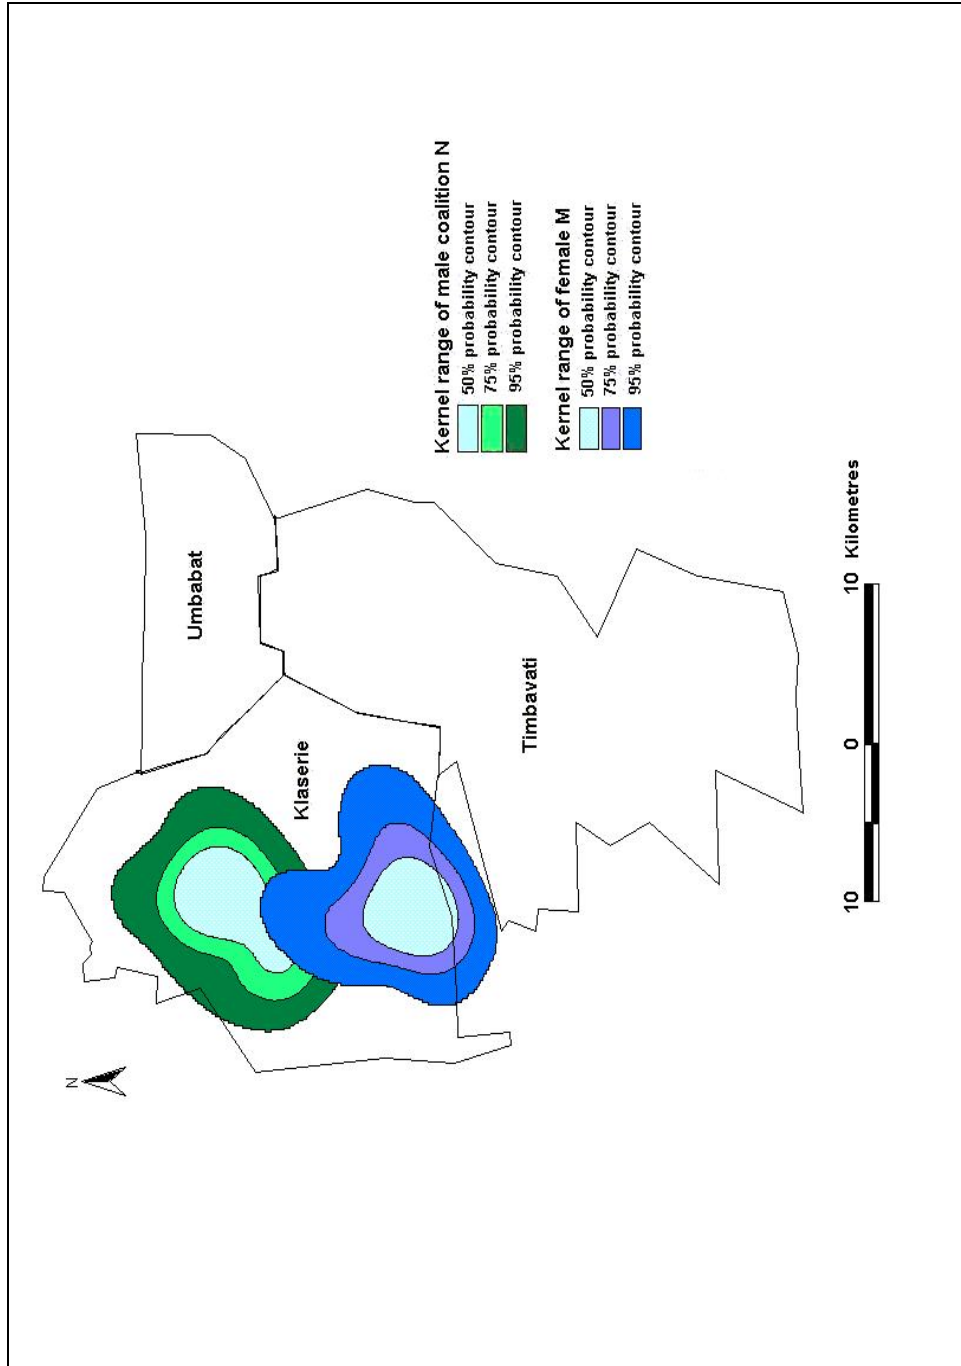 N
Umbabat
Klaserie
Timbavati
Kernel range of male coalition N
50% probability contour
75% probability contour
95% probability contour
Kernel range of female M
50% probability contour
75% probability contour
95% probability contour
10 0 10 Kilometres